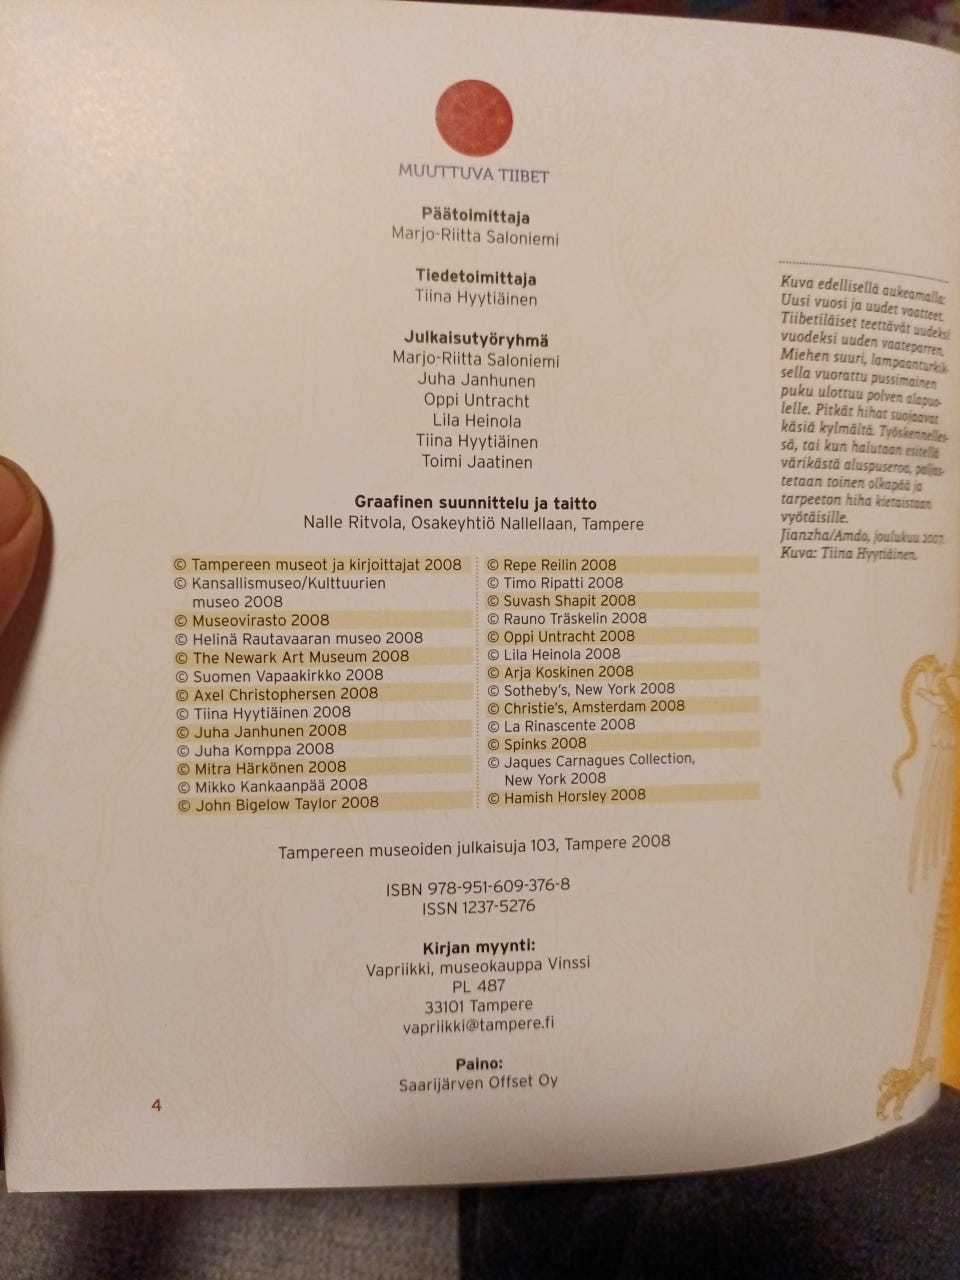 MUUTTUVA TIIBET
Päätoimittaja
Marjo-Riitta Saloniemi
Tiedetoimittaja
Tiina Hyytiäinen
Julkaisutyöryhmä
Marjo-Riitta Saloniemi
Juha Janhunen
Oppi Untracht
Lila Heinola
Tiina Hyytiäinen
Toimi Jaatinen
Graafinen suunnittelu ja taitto
Nalle Ritvola, Osakeyhtiö Nallellaan, Tampere
© Tampereen museot ja kirjoittajat 2008
© Kansallismuseo/Kulttuurien
museo 2008
© Museovirasto 2008
© Helinä Rautavaaran museo 2008
© The Newark Art Museum 2008
© Suomen Vapaakirkko 2008
© Axel Christophersen 2008
© Tiina Hyytiäinen 2008
© Juha Janhunen 2008
© Juha Komppa 2008
© Mitra Härkönen 2008
© Mikko Kankaanpää 2008
© John Bigelow Taylor 2008
© Repe Reilin 2008
© Timo Ripatti 2008
© Suvash Shapit 2008
© Rauno Träskelin 2008
© Oppi Untracht 2008
© Lila Heinola 2008
© Arja Koskinen 2008
© Sotheby's, New York 2008
© Christie's, Amsterdam 2008
© La Rinascente 2008
© Spinks 2008
© Jaques Carnagues Collection,
New York 2008
© Hamish Horsley 2008
Tampereen museoiden julkaisuja 103, Tampere 2008
ISBN 978-951-609-376-8
ISSN 1237-5276
Kirjan myynti:
Vapriikki, museokauppa Vinssi
PL 487
33101 Tampere
vapriikki@tampere.fi
Paino:
Saarijärven Offset Oy
4
Kuva edellisellä aukeamalla:
Uusi vuosi ja uudet vaatteet.
Tiibetiläiset teettävät uudeksi
vuodeksi uuden vaateparren.
Miehen suuri, lampaanturkik-
sella vuorattu pussimainen
puku ulottuu polven alapuo-
lelle. Pitkät hihat suojaavat
käsiä kylmältä. Työskennelles-
sä, tai kun halutaan esitellä
värikästä aluspuseroa, paljas-
tetaan toinen olkapää ja
tarpeeton hiha kietaistaan
vyötäisille.
Jianzha/Amdo, joulukuu 2007.
Kuva: Tiina Hyytiäinen.